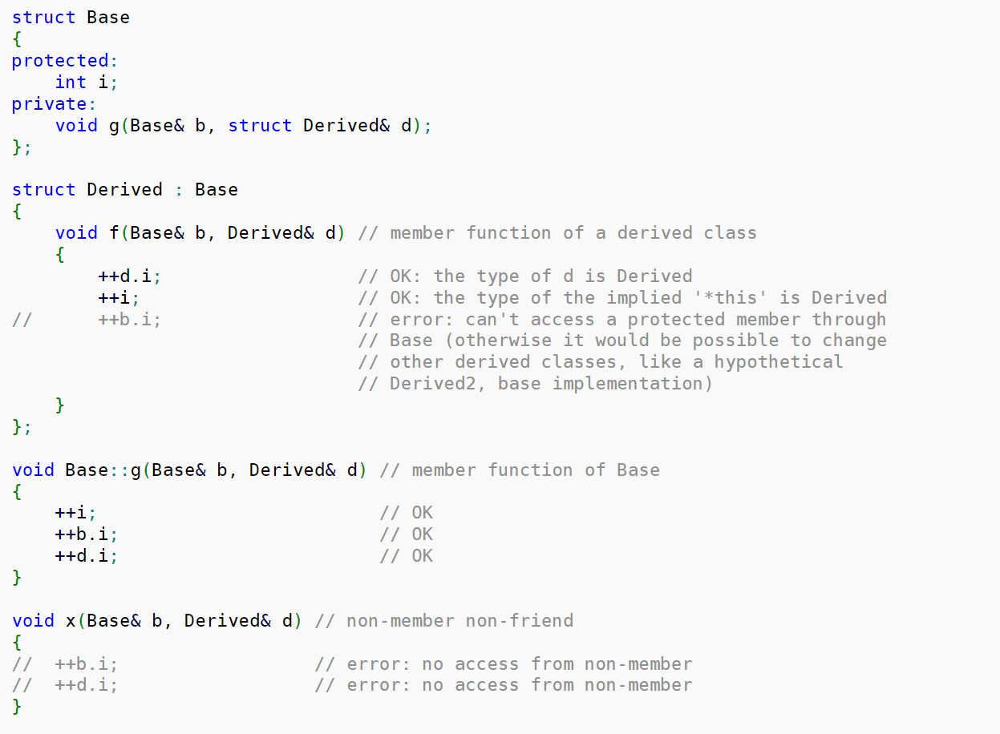 struct Base
{
protected:
    int i;
private:
    void g(Base& b, struct Derived& d);
};

struct Derived : Base
{
    void f(Base& b, Derived& d) // member function of a derived class
    {
        ++d.i;                  // OK: the type of d is Derived
        ++i;                    // OK: the type of the implied '*this' is Derived
//      ++b.i;                  // error: can't access a protected member through
                                // Base (otherwise it would be possible to change
                                // other derived classes, like a hypothetical
                                // Derived2, base implementation)
    }
};

void Base::g(Base& b, Derived& d) // member function of Base
{
    ++i;                          // OK
    ++b.i;                        // OK
    ++d.i;                        // OK
}

void x(Base& b, Derived& d) // non-member non-friend
{
//  ++b.i;                  // error: no access from non-member
//  ++d.i;                  // error: no access from non-member
}